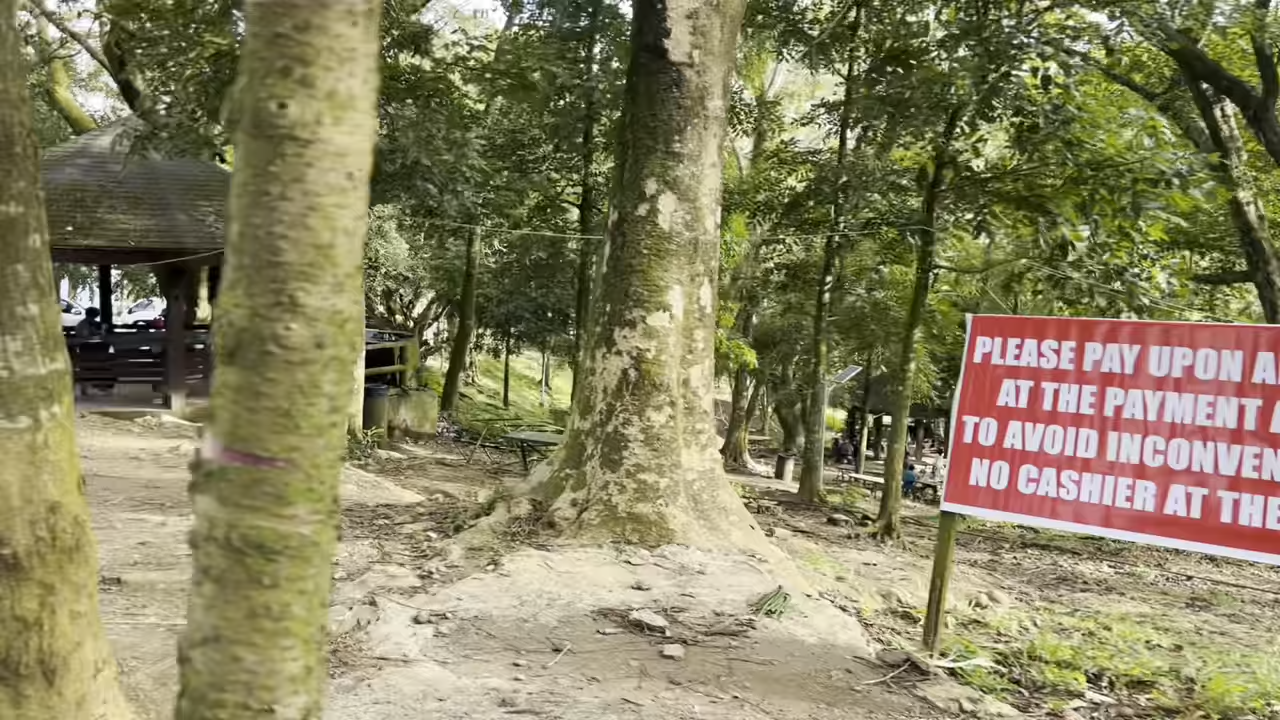 PLEASE PAY UPON
AT THE PAYMENT
TO AVOID
NO CASHIER AT THE